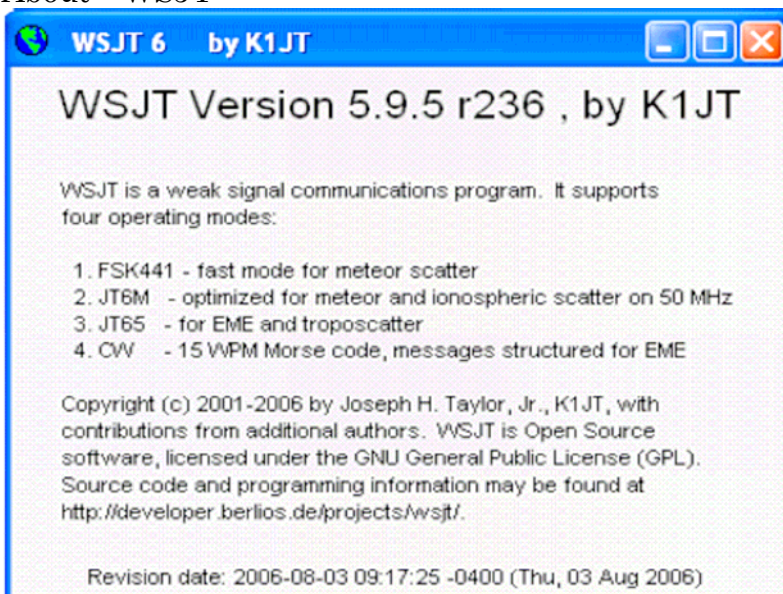 WSJT 6 by K1JT
WSJT Version 5.9.5 r236 , by K1JT
WSJT is a weak signal communications program. It supports
four operating modes:
1. FSK441 - fast mode for meteor scatter
2. JT6M - optimized for meteor and ionospheric scatter on 50 MHz
3. JT65 - for EME and troposcatter
4. CW - 15 WPM Morse code, messages structured for EME
Copyright (c) 2001-2006 by Joseph H. Taylor, Jr., K1JT, with
contributions from additional authors. WSJT is Open Source
software, licensed under the GNU General Public License (GPL).
Source code and programming information may be found at
http://developer.berlios.de/projects/wsjt/.
Revision date: 2006-08-03 09:17:25 -0400 (Thu, 03 Aug 2006)